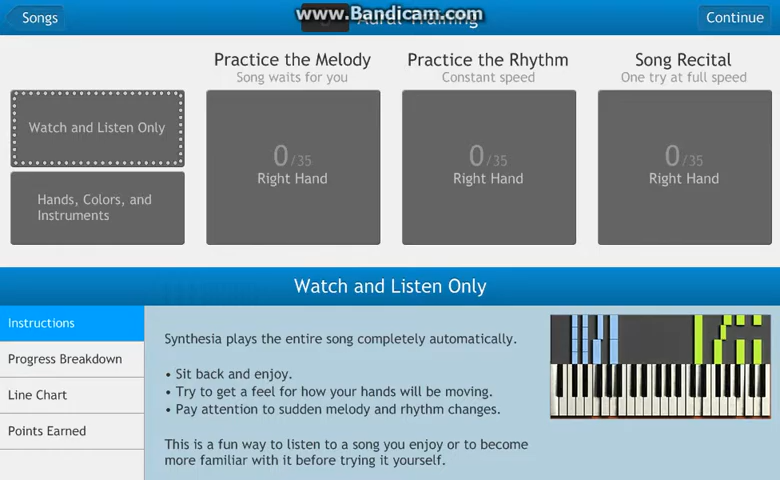 www.Bandicam.com
Songs
Aural Training
Continue
Practice the Melody
Song waits for you
Practice the Rhythm
Constant speed
Song Recital
One try at full speed
Watch and Listen Only
Hands, Colors, and
Instruments
0/35
Right Hand
0/35
Right Hand
0/35
Right Hand
Watch and Listen Only
Instructions
Progress Breakdown
Line Chart
Points Earned
Synthesia plays the entire song completely automatically.
• Sit back and enjoy.
• Try to get a feel for how your hands will be moving.
• Pay attention to sudden melody and rhythm changes.
This is a fun way to listen to a song you enjoy or to become
more familiar with it before trying it yourself.